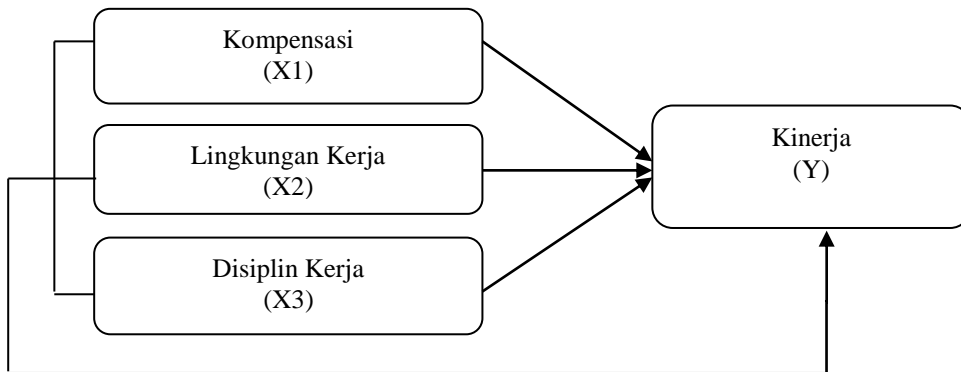 Kompensasi
(X1)
Lingkungan Kerja
(X2)
Disiplin Kerja
(X3)
Kinerja
(Y)